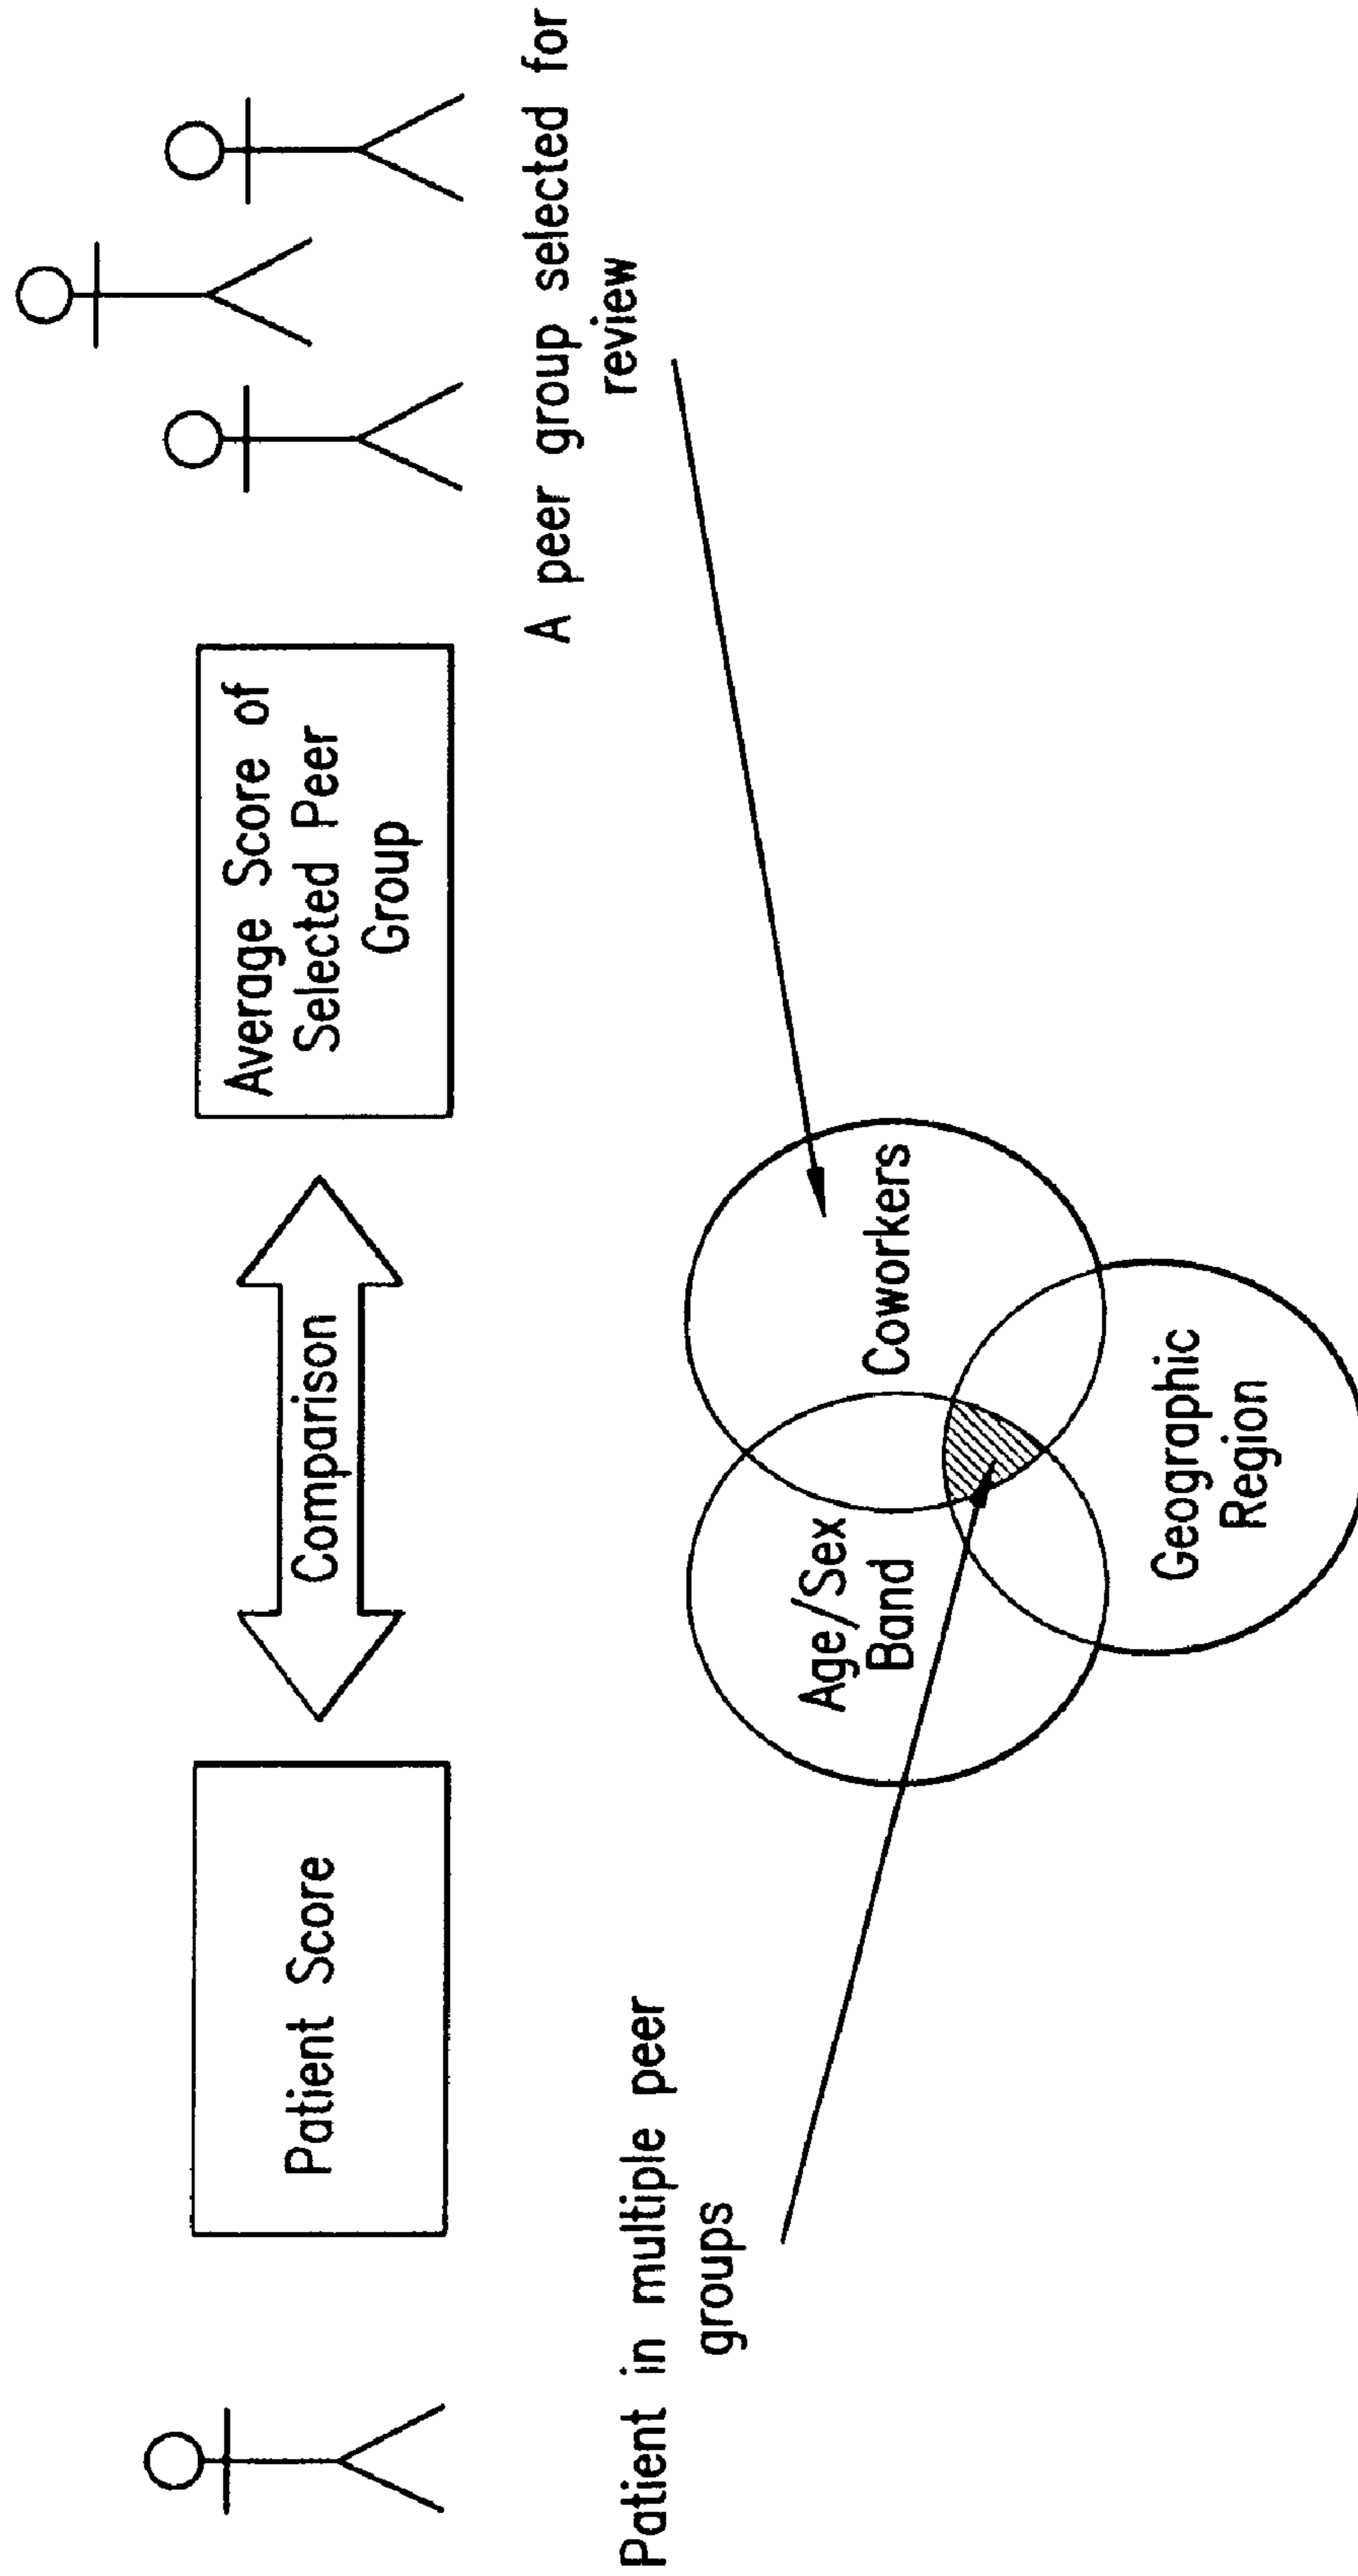 Patient Score
Comparison
Average Score of
Selected Peer
Group
Patient in multiple peer
groups
A peer group selected for
review
Age/Sex
Band
Coworkers
Geographic
Region